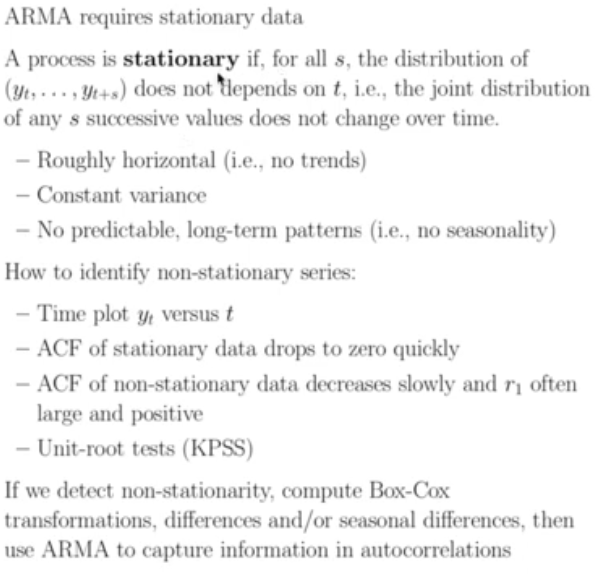 ARMA requires stationary data
A process is stationary if, for all s, the distribution of
(yₜ, . . . , yₜ₊ₛ) does not depends on t, i.e., the joint distribution
of any s successive values does not change over time.
– Roughly horizontal (i.e., no trends)
– Constant variance
– No predictable, long-term patterns (i.e., no seasonality)
How to identify non-stationary series:
– Time plot yₜ versus t
– ACF of stationary data drops to zero quickly
– ACF of non-stationary data decreases slowly and r₁ often
large and positive
– Unit-root tests (KPSS)
If we detect non-stationarity, compute Box-Cox
transformations, differences and/or seasonal differences, then
use ARMA to capture information in autocorrelations